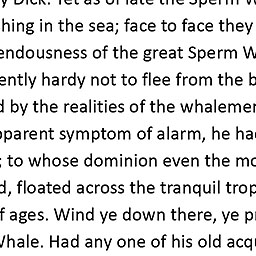 y Dick. Yet as of late the Sperm W
hing in the sea; face to face they
endousness of the great Sperm W
ently hardy not to flee from the b
d by the realities of the whaleme
pparent symptom of alarm, he ha
; to whose dominion even the mo
d, floated across the tranquil trop
f ages. Wind ye down there, ye pr
Whale. Had any one of his old acq